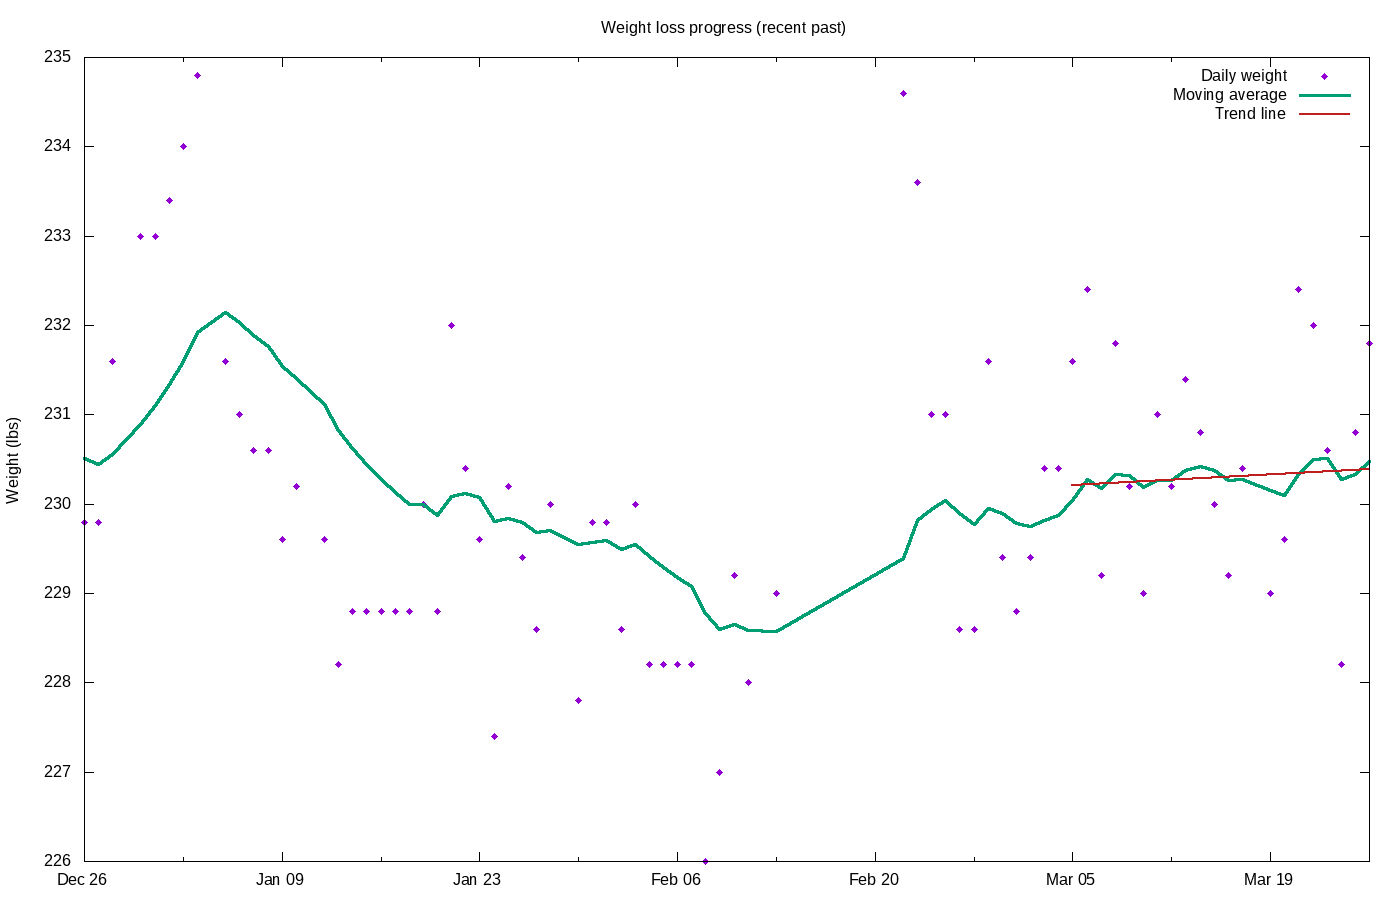 Weight loss progress (recent past)
235
234
233
232
231
230
229
228
227
226
Weight (lbs)
Daily weight
Moving average
Trend line
Dec 26
Jan 09
Jan 23
Feb 06
Feb 20
Mar 05
Mar 19